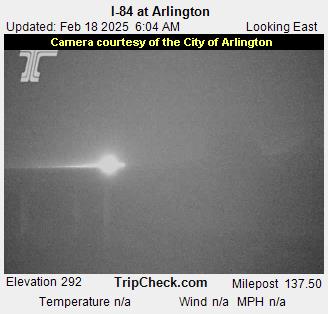 I-84 at Arlington
Updated: Feb 18 2025 6:04 AM Looking East
Camera courtesy of the City of Arlington
Elevation 292 TripCheck.com Milepost 137.50
Temperature n/a Wind n/a MPH n/a